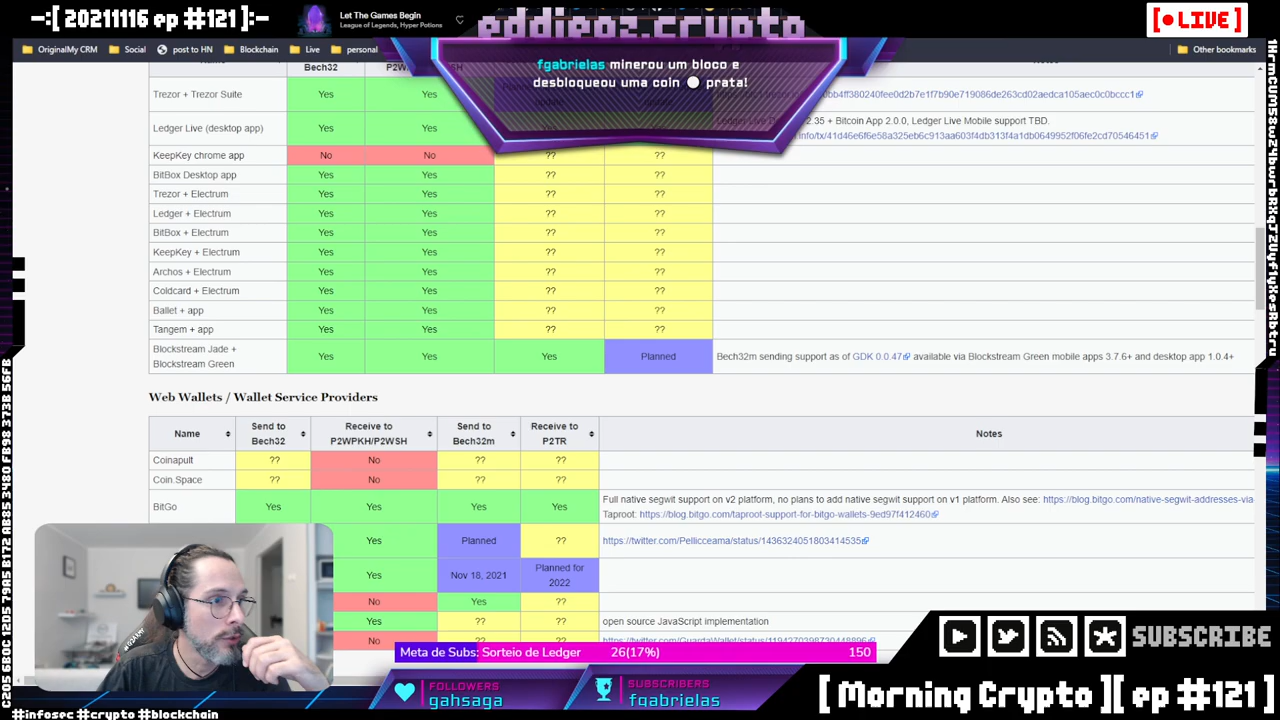 -:[ 20211116 ep #121 ]:-
Let The Games Begin
League of Legends, Hyper Potions
eddieoz.crypto
[ LIVE ]
OriginalMy CRM
Social
post to HN
Blockchain
Live
personal
Other bookmarks
fgabrielas minerou um bloco e
desbloqueou uma coin prata!
Bech32
Trezor + Trezor Suite Yes Yes
Ledger Live (desktop app) Yes Yes 2.35 + Bitcoin App 2.0.0, Ledger Live Mobile support TBD.
KeepKey chrome app No No ?? ??
BitBox Desktop app Yes Yes ?? ??
Trezor + Electrum Yes Yes ?? ??
Ledger + Electrum Yes Yes ?? ??
BitBox + Electrum Yes Yes ?? ??
KeepKey + Electrum Yes Yes ?? ??
Archos + Electrum Yes Yes ?? ??
Coldcard + Electrum Yes Yes ?? ??
Ballet + app Yes Yes ?? ??
Tangem + app Yes Yes ?? ??
Blockstream Jade +
Blockstream Green Yes Yes Yes Planned Bech32m sending support as of GDK 0.0.47 available via Blockstream Green mobile apps 3.7.6+ and desktop app 1.0.4+
Web Wallets / Wallet Service Providers
Name Send to Bech32 Receive to P2WPKH/P2WSH Send to Bech32m Receive to P2TR Notes
Coinapult ?? No ?? ??
Coin.Space ?? No ?? ??
BitGo Yes Yes Yes Yes Full native segwit support on v2 platform, no plans to add native segwit support on v1 platform. Also see: https://blog.bitgo.com/native-segwit-addresses-via
Taproot: https://blog.bitgo.com/taproot-support-for-bitgo-wallets-9ed97f412460
Yes Planned ?? https://twitter.com/Pellicceama/status/1436324051803414535
Yes Nov 18, 2021 Planned for 2022
No Yes ??
Yes ?? ?? open source JavaScript implementation
No
Meta de Subs: Sorteio de Ledger 26(17%) 150
FOLLOWERS
gahsaga
SUBSCRIBERS
fgabrielas
SUBSCRIBE
[ Morning Crypto ] ep #121 ]
#infosec #crypto #blockchain